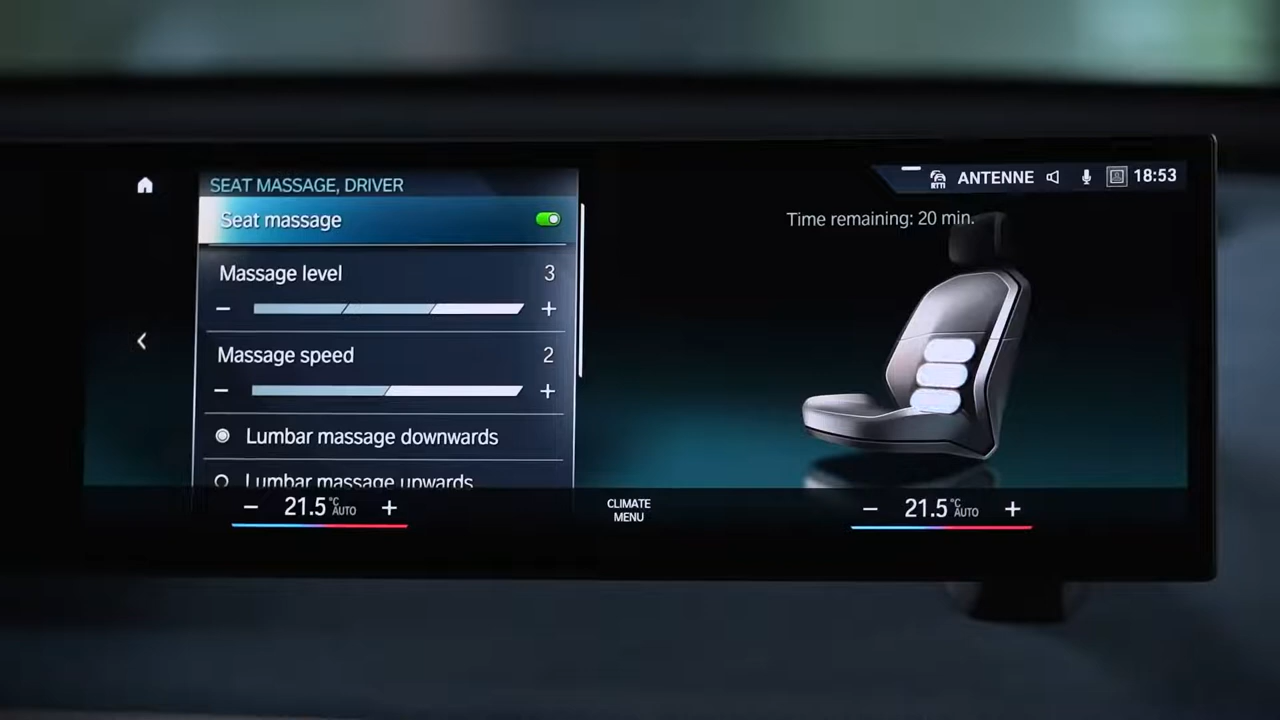 SEAT MASSAGE, DRIVER
RTTI ANTENNE 18:53
Seat massage
Time remaining: 20 min.
Massage level 3
− +
Massage speed 2
− +
Lumbar massage downwards
Lumbar massage upwards
− 21.5 °C AUTO +
CLIMATE
MENU
− 21.5 °C AUTO +